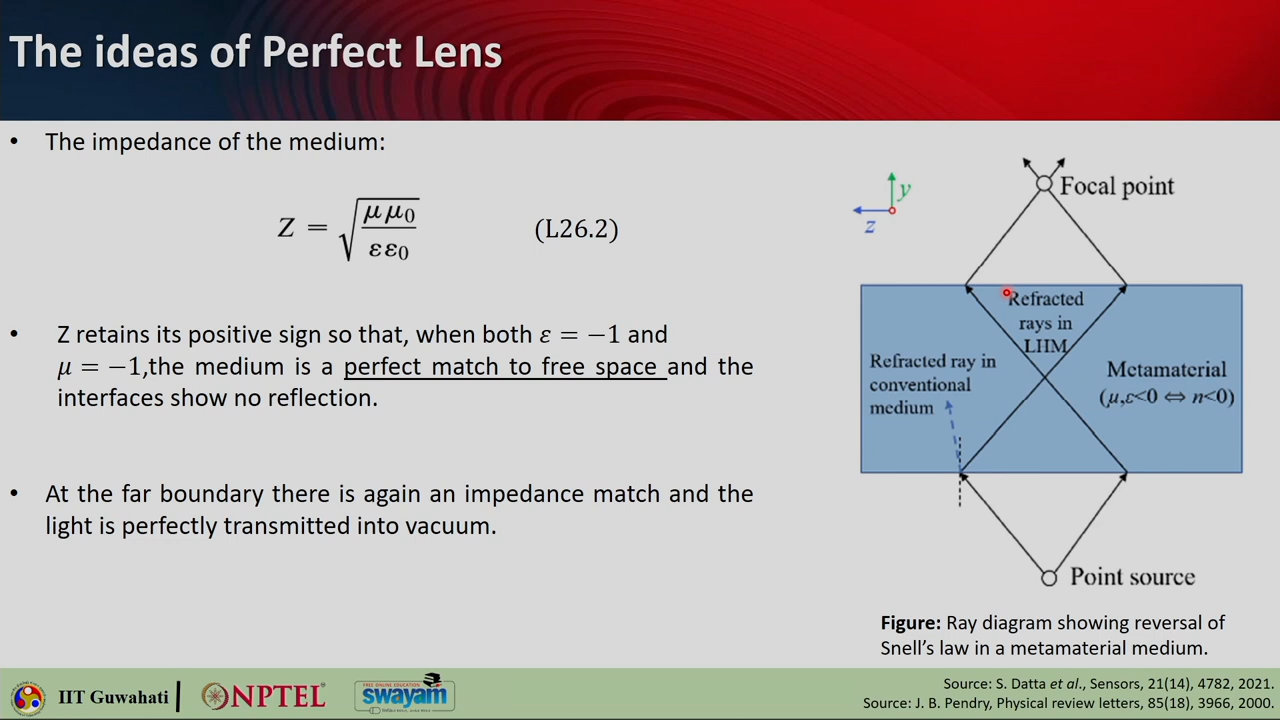 The ideas of Perfect Lens
• The impedance of the medium:
Z = √(μ μ₀ / ε ε₀) (L26.2)
• Z retains its positive sign so that, when both ε = −1 and
μ = −1,the medium is a perfect match to free space and the
interfaces show no reflection.
• At the far boundary there is again an impedance match and the
light is perfectly transmitted into vacuum.
y
z
Focal point
Refracted
rays in
LHM
Refracted ray in
conventional
medium
Metamaterial
(μ,ε<0 ⇔ n<0)
Point source
Figure: Ray diagram showing reversal of
Snell's law in a metamaterial medium.
IIT Guwahati
NPTEL
FREE ONLINE EDUCATION
swayam
Source: S. Datta et al., Sensors, 21(14), 4782, 2021.
Source: J. B. Pendry, Physical review letters, 85(18), 3966, 2000.